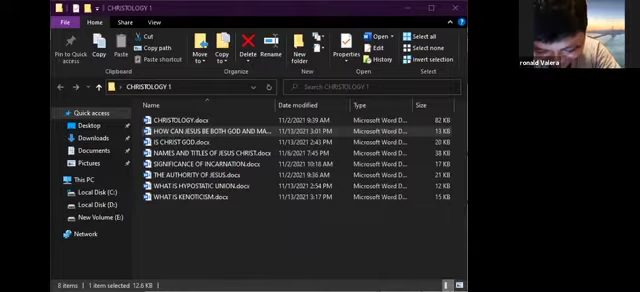 CHRISTOLOGY 1
File Home Share View
Pin to Quick access
Copy
Paste
Cut
Copy path
Paste shortcut
Clipboard
Move to
Copy to
Delete
Rename
Organize
New folder
New
Properties
Open
Edit
History
Open
Select all
Select none
Invert selection
Select
CHRISTOLOGY 1
Search CHRISTOLOGY 1
Name Date modified Type Size
Quick access
Desktop
Downloads
Documents
Pictures
This PC
Local Disk (C:)
Local Disk (D:)
New Volume (E:)
Network
CHRISTOLOGY.docx 11/2/2021 9:39 AM Microsoft Word D... 82 KB
HOW CAN JESUS BE BOTH GOD AND MA... 11/13/2021 3:01 PM Microsoft Word D... 13 KB
IS CHRIST GOD.docx 11/13/2021 2:43 PM Microsoft Word D... 20 KB
NAMES AND TITLES OF JESUS CHRIST.docx 11/6/2021 7:45 PM Microsoft Word D... 38 KB
SIGNIFICANCE OF INCARNATION.docx 11/2/2021 10:18 AM Microsoft Word D... 17 KB
THE AUTHORITY OF JESUS.docx 11/2/2021 9:36 AM Microsoft Word D... 21 KB
WHAT IS HYPOSTATIC UNION.docx 11/13/2021 2:54 PM Microsoft Word D... 12 KB
WHAT IS KENOTICISM.docx 11/13/2021 3:17 PM Microsoft Word D... 15 KB
8 items 1 item selected 12.6 KB
ronald Valera